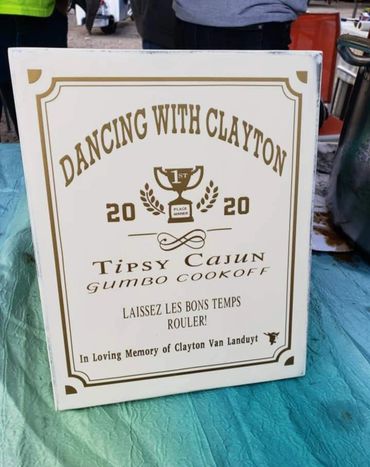 DANCING WITH CLAYTON
1ST
PLACE
WINNER
20 20
TIPSY CAJUN
GUMBO COOKOFF
LAISSEZ LES BONS TEMPS
ROULER!
In Loving Memory of Clayton Van Landuyt